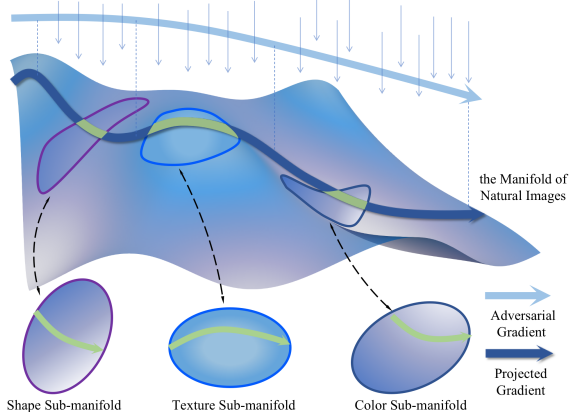 the Manifold of
Natural Images
Adversarial
Gradient
Projected
Gradient
Shape Sub-manifold
Texture Sub-manifold
Color Sub-manifold